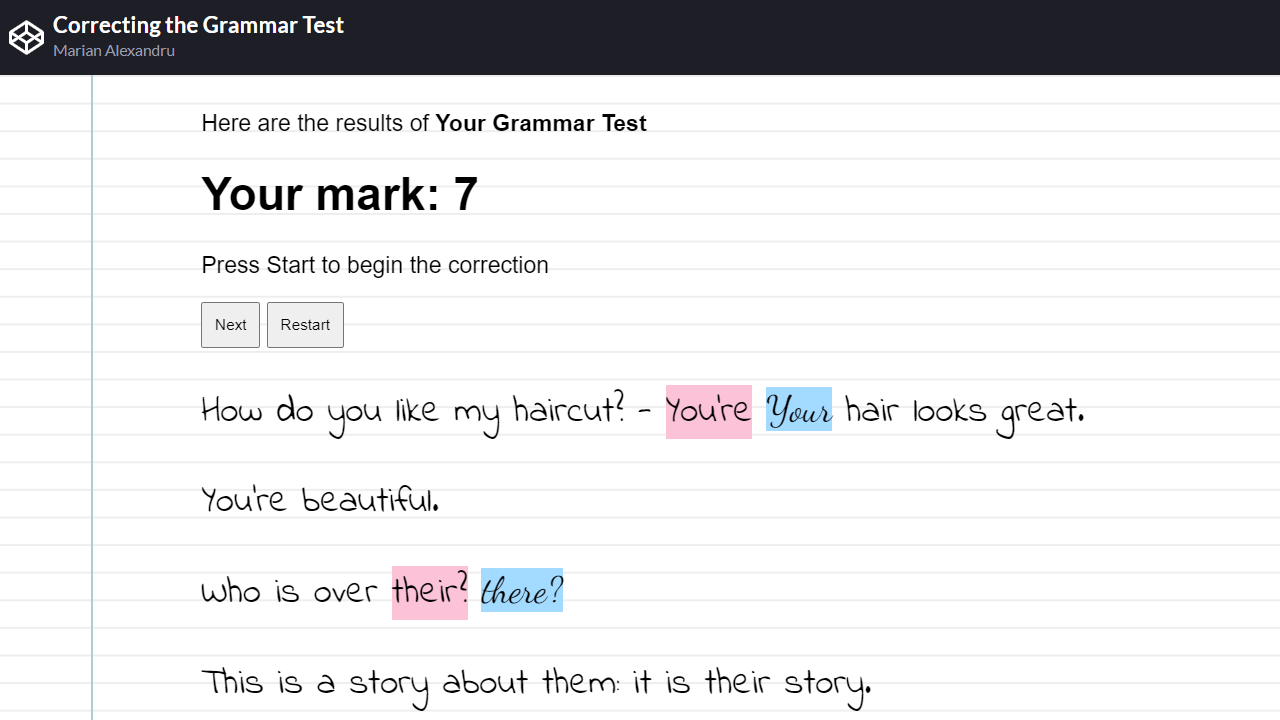 Correcting the Grammar Test
Marian Alexandru
Here are the results of Your Grammar Test
Your mark: 7
Press Start to begin the correction
Next Restart
How do you like my haircut? - You're Your hair looks great.
You're beautiful.
Who is over their? there?
This is a story about them: it is their story.